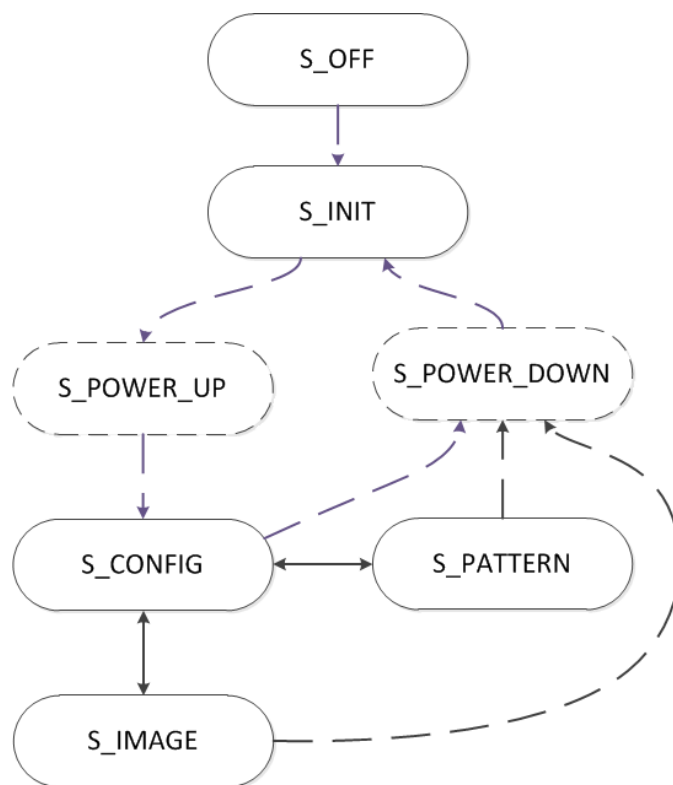 S_OFF
S_INIT
S_POWER_UP
S_POWER_DOWN
S_CONFIG
S_PATTERN
S_IMAGE